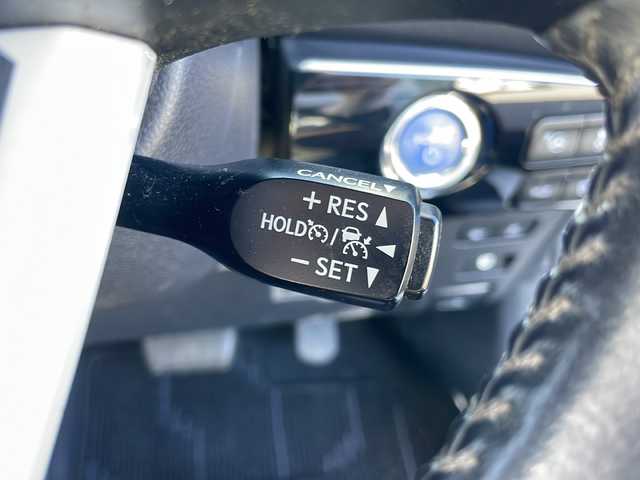 CANCEL▼
+ RES ▲
HOLD / ◀
− SET ▼